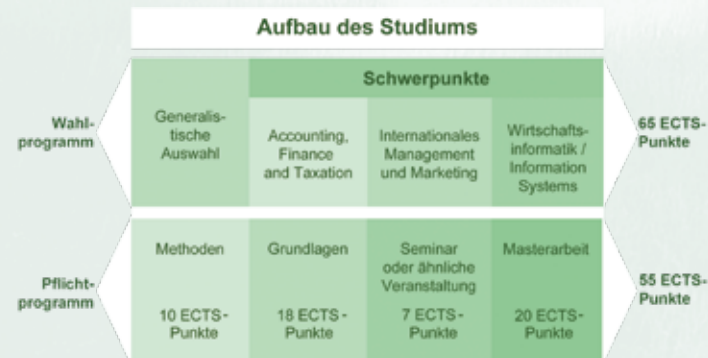 Aufbau des Studiums
Schwerpunkte
Wahl-
programm
Generalis-
tische
Auswahl
Accounting,
Finance
and Taxation
Internationales
Management
und Marketing
Wirtschafts-
informatik /
Information
Systems
65 ECTS-
Punkte
Pflicht-
programm
Methoden
10 ECTS-
Punkte
Grundlagen
18 ECTS -
Punkte
Seminar
oder ähnliche
Veranstaltung
7 ECTS -
Punkte
Masterarbeit
20 ECTS -
Punkte
55 ECTS-
Punkte